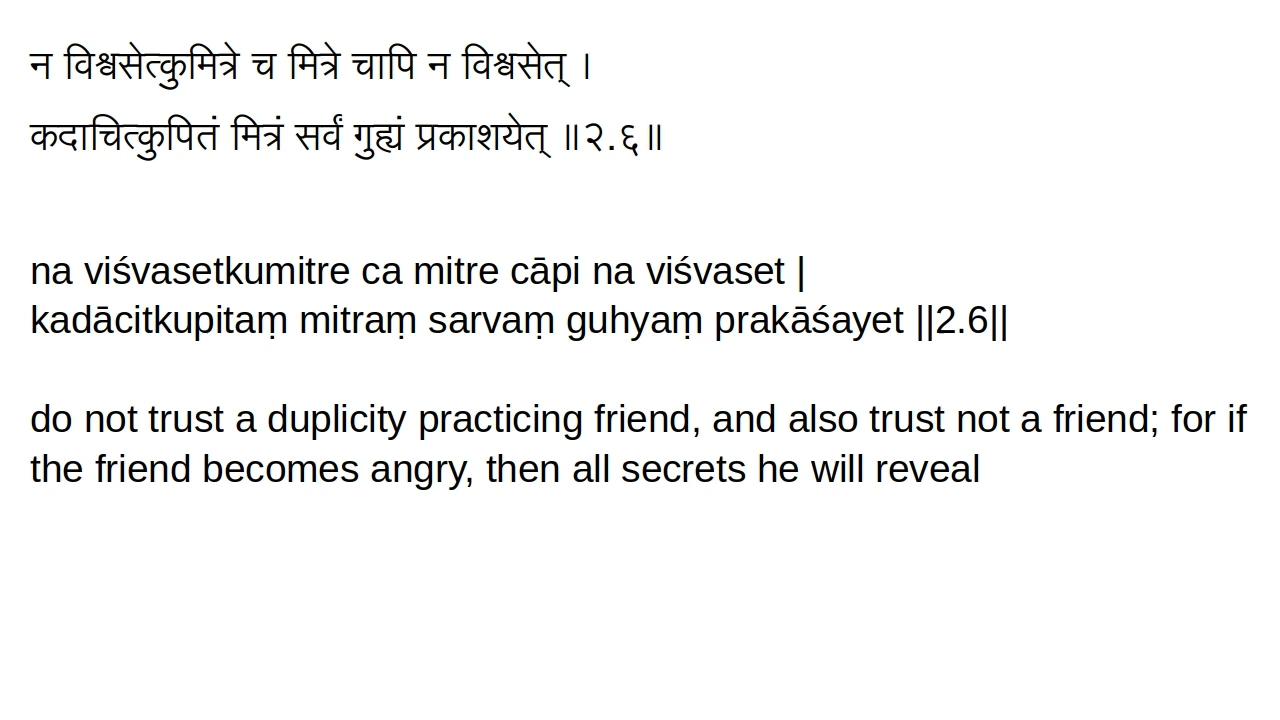 न विश्वसेत्कुमित्रे च मित्रे चापि न विश्वसेत् ।
कदाचित्कुपितं मित्रं सर्वं गुह्यं प्रकाशयेत् ॥२.६॥
na viśvasetkumitre ca mitre cāpi na viśvaset |
kadācitkupitaṃ mitraṃ sarvaṃ guhyaṃ prakāśayet ||2.6||
do not trust a duplicity practicing friend, and also trust not a friend; for if
the friend becomes angry, then all secrets he will reveal